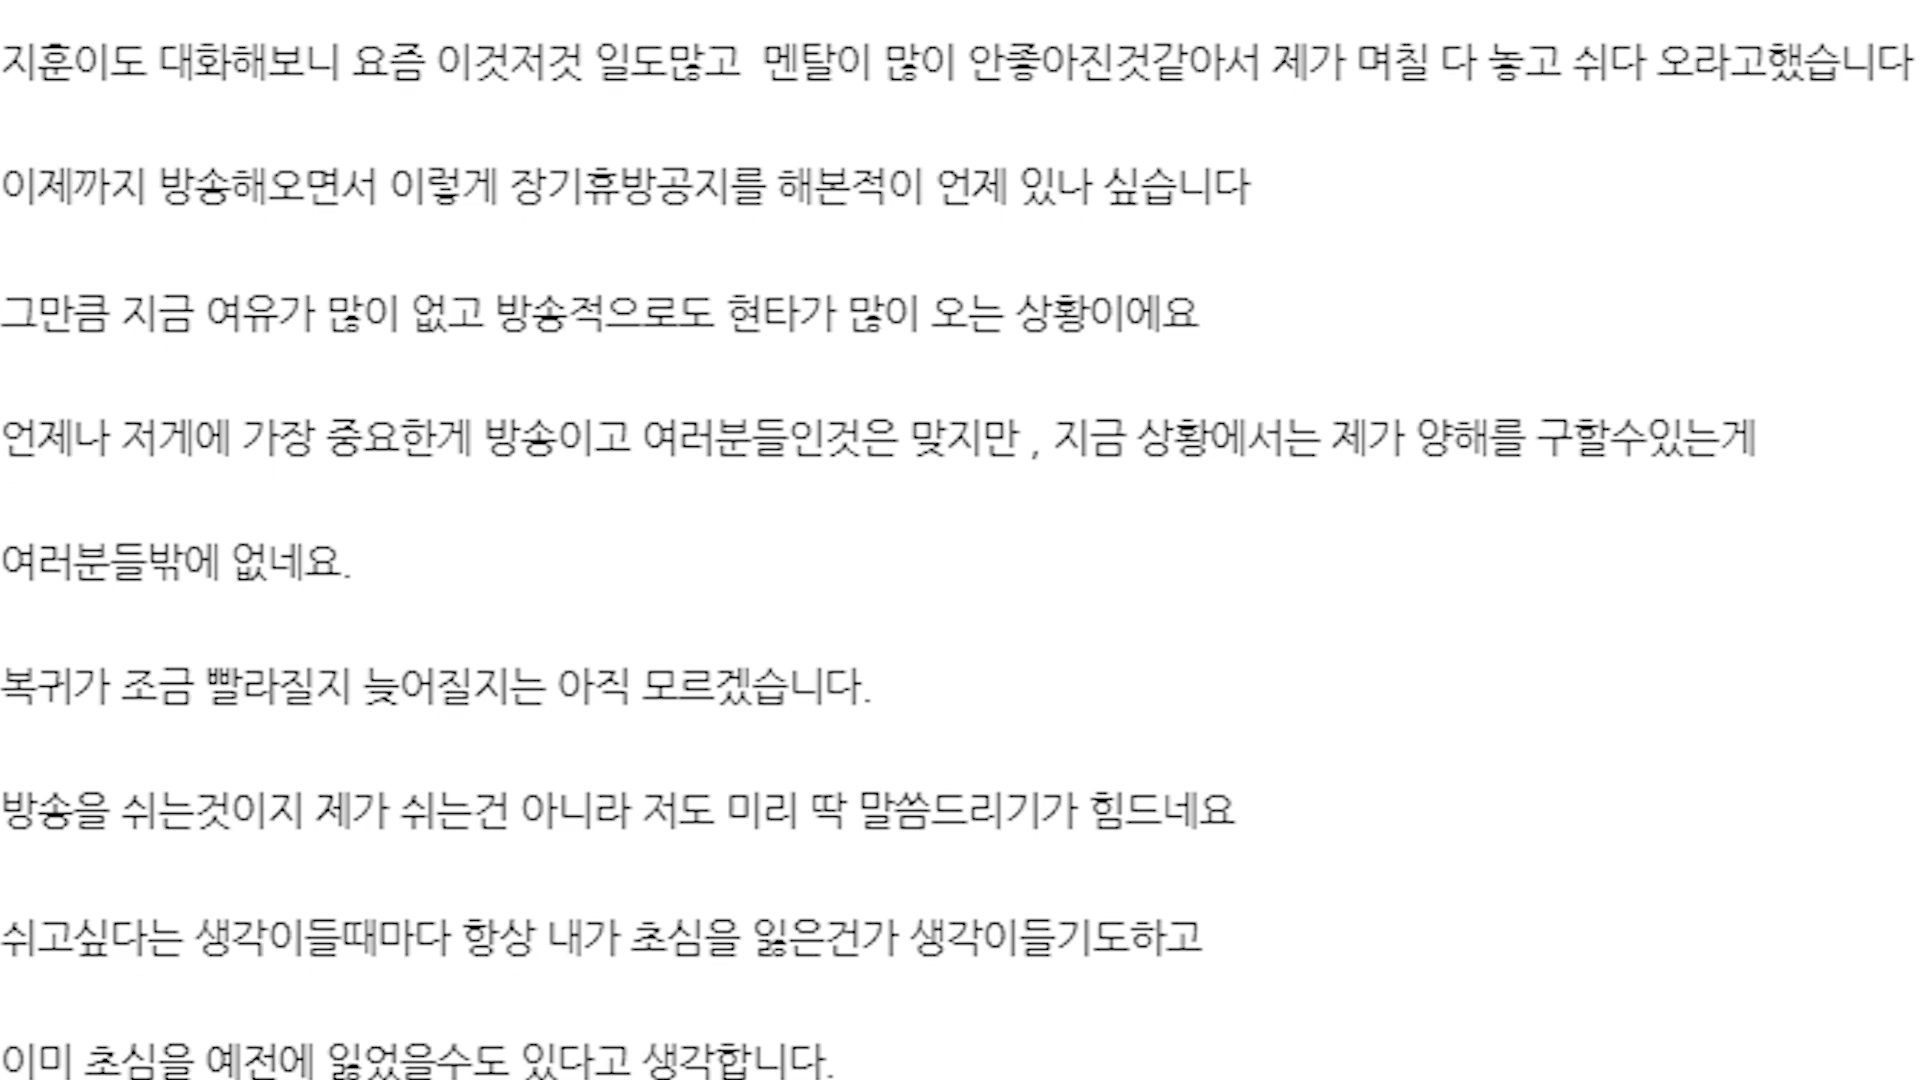 지훈이도 대화해보니 요즘 이것저것 일도많고  멘탈이 많이 안좋아진것같아서 제가 며칠 다 놓고 쉬다 오라고했습니다
이제까지 방송해오면서 이렇게 장기휴방공지를 해본적이 언제 있나 싶습니다
그만큼 지금 여유가 많이 없고 방송적으로도 현타가 많이 오는 상황이에요
언제나 저게에 가장 중요한게 방송이고 여러분들인것은 맞지만 , 지금 상황에서는 제가 양해를 구할수있는게
여러분들밖에 없네요.
복귀가 조금 빨라질지 늦어질지는 아직 모르겠습니다.
방송을 쉬는것이지 제가 쉬는건 아니라 저도 미리 딱 말씀드리기가 힘드네요
쉬고싶다는 생각이들때마다 항상 내가 초심을 잃은건가 생각이들기도하고
이미 초심을 예전에 잃었을수도 있다고 생각합니다.